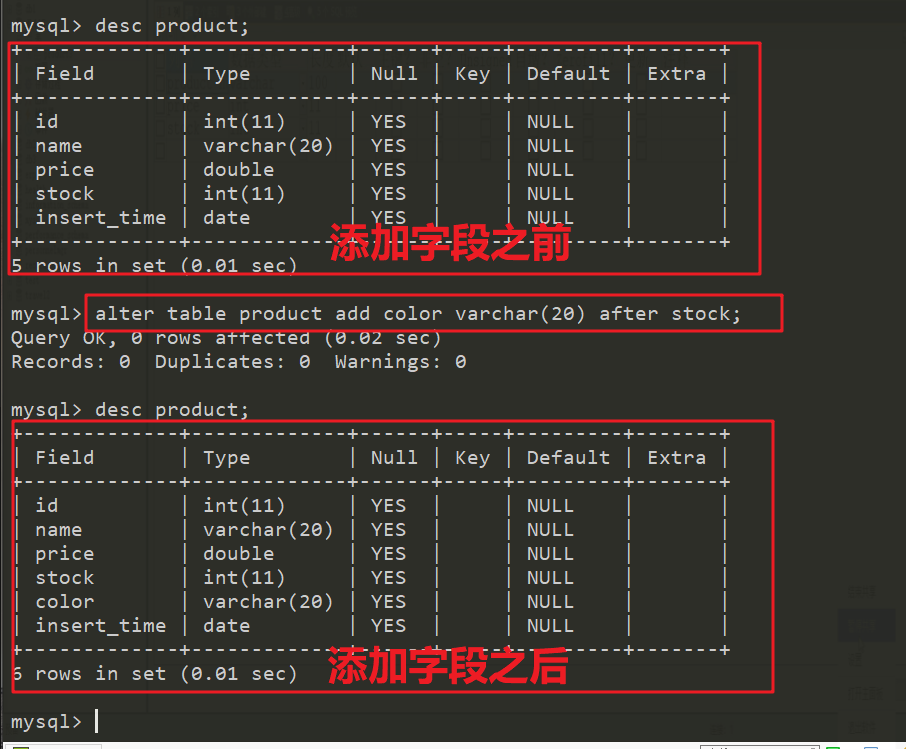 mysql> desc product;
+-------------+-------------+------+-----+---------+-------+
| Field       | Type        | Null | Key | Default | Extra |
+-------------+-------------+------+-----+---------+-------+
| id          | int(11)     | YES  |     | NULL    |       |
| name        | varchar(20) | YES  |     | NULL    |       |
| price       | double      | YES  |     | NULL    |       |
| stock       | int(11)     | YES  |     | NULL    |       |
| insert_time | date        | YES  |     | NULL    |       |
+-------------+-------------+------+-----+---------+-------+
添加字段之前
5 rows in set (0.01 sec)
mysql> alter table product add color varchar(20) after stock;
Query OK, 0 rows affected (0.02 sec)
Records: 0  Duplicates: 0  Warnings: 0
mysql> desc product;
+-------------+-------------+------+-----+---------+-------+
| Field       | Type        | Null | Key | Default | Extra |
+-------------+-------------+------+-----+---------+-------+
| id          | int(11)     | YES  |     | NULL    |       |
| name        | varchar(20) | YES  |     | NULL    |       |
| price       | double      | YES  |     | NULL    |       |
| stock       | int(11)     | YES  |     | NULL    |       |
| color       | varchar(20) | YES  |     | NULL    |       |
| insert_time | date        | YES  |     | NULL    |       |
+-------------+-------------+------+-----+---------+-------+
添加字段之后
6 rows in set (0.01 sec)
mysql>